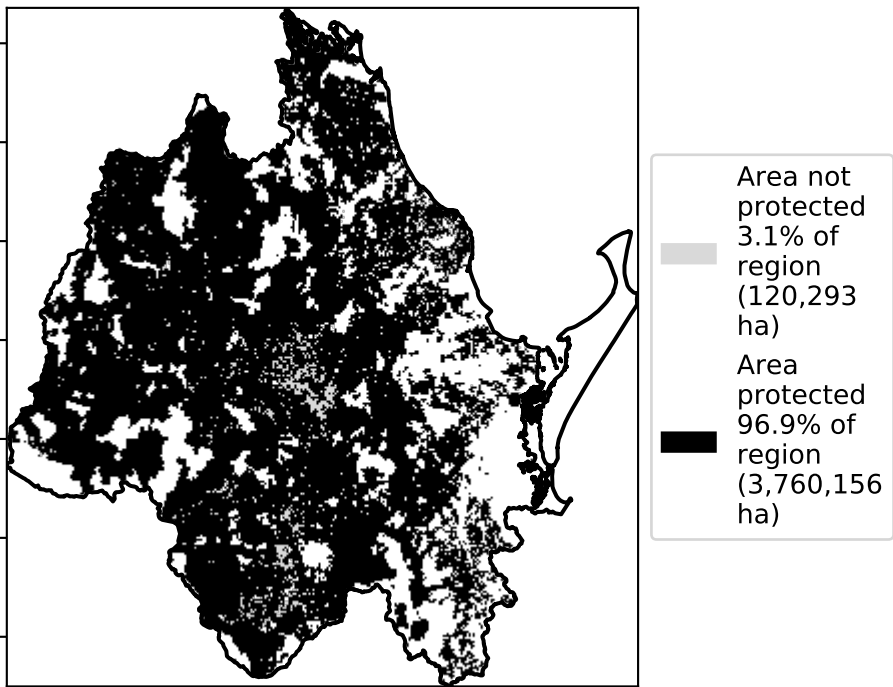 Area not
protected
3.1% of
region
(120,293
ha)
Area
protected
96.9% of
region
(3,760,156
ha)